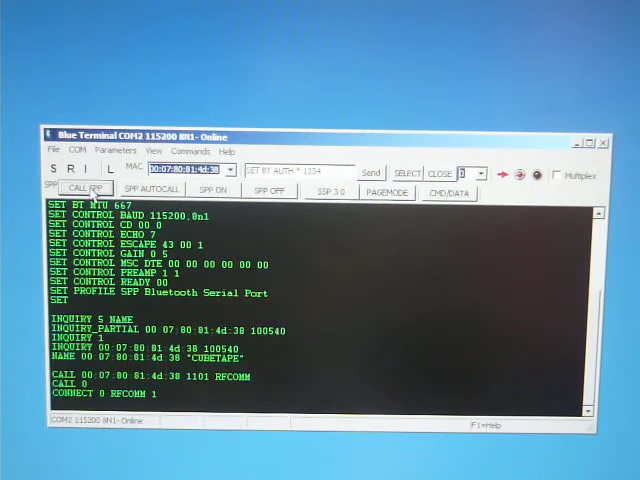 Blue Terminal COM2 115200 8N1- Online
File COM Parameters View Commands Help
S R I L MAC 00:07:80:81:4d:38 SET BT AUTH * 1234 Send SELECT CLOSE 0 Multiplex
SPP CALL SPP SPP AUTOCALL SPP ON SPP OFF SSP 3 0 PAGEMODE CMD/DATA
SET BT MTU 667
SET CONTROL BAUD 115200,8n1
SET CONTROL CD 00 0
SET CONTROL ECHO 7
SET CONTROL ESCAPE 43 00 1
SET CONTROL GAIN 0 5
SET CONTROL MSC DTE 00 00 00 00 00 00
SET CONTROL PREAMP 1 1
SET CONTROL READY 00
SET PROFILE SPP Bluetooth Serial Port
SET
INQUIRY 5 NAME
INQUIRY_PARTIAL 00:07:80:81:4d:38 100540
INQUIRY 1
INQUIRY 00:07:80:81:4d:38 100540
NAME 00:07:80:81:4d:38 "CUBETAPE"
CALL 00:07:80:81:4d:38 1101 RFCOMM
CALL 0
CONNECT 0 RFCOMM 1
COM2 115200 8N1- Online F1=Help